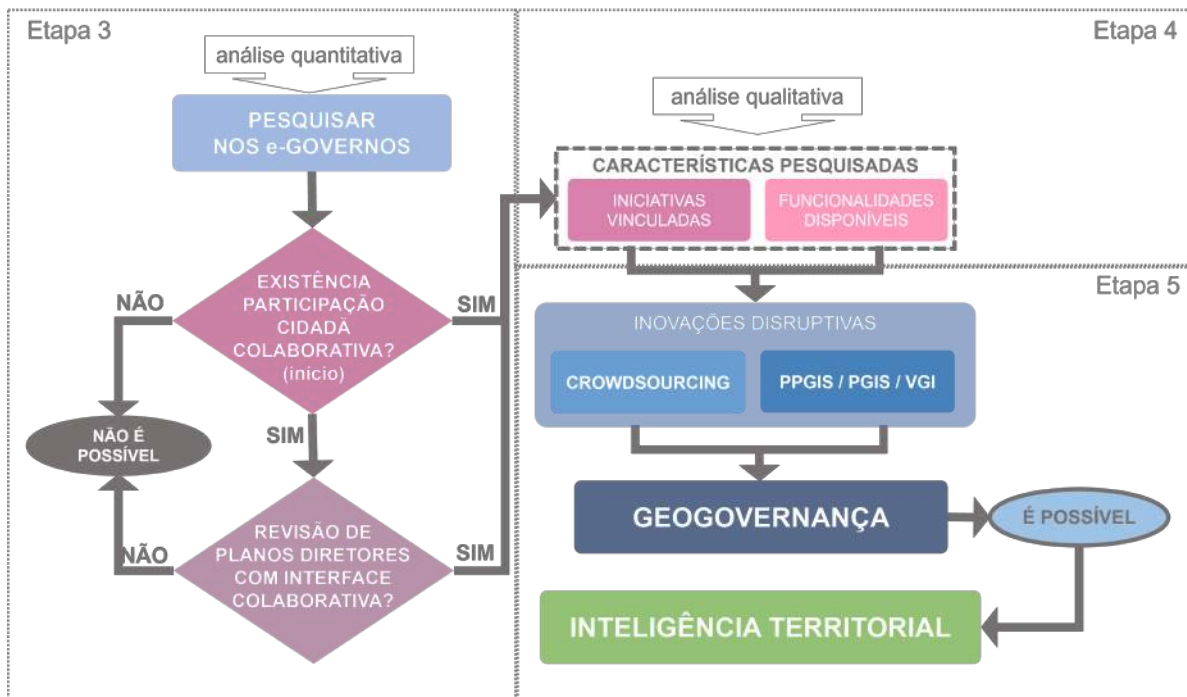 Etapa 3
análise quantitativa
PESQUISAR
NOS e-GOVERNOS
EXISTÊNCIA
PARTICIPAÇÃO
CIDADÃ
COLABORATIVA?
(início)
NÃO
SIM
SIM
NÃO É
POSSÍVEL
REVISÃO DE
PLANOS DIRETORES
COM INTERFACE
COLABORATIVA?
NÃO
SIM
Etapa 4
análise qualitativa
CARACTERÍSTICAS PESQUISADAS
INICIATIVAS
VINCULADAS
FUNCIONALIDADES
DISPONÍVEIS
Etapa 5
INOVAÇÕES DISRUPTIVAS
CROWDSOURCING
PPGIS / PGIS / VGI
GEOGOVERNANÇA
É POSSÍVEL
INTELIGÊNCIA TERRITORIAL